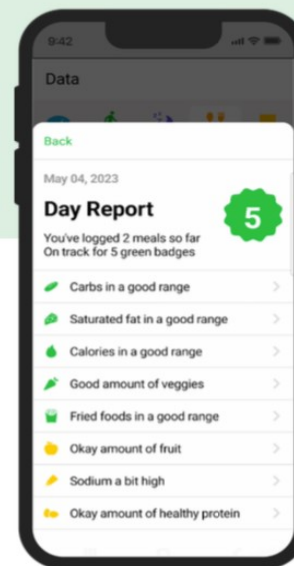 9:42
Data
Back
May 04, 2023
Day Report
5
You've logged 2 meals so far
On track for 5 green badges
Carbs in a good range
Saturated fat in a good range
Calories in a good range
Good amount of veggies
Fried foods in a good range
Okay amount of fruit
Sodium a bit high
Okay amount of healthy protein